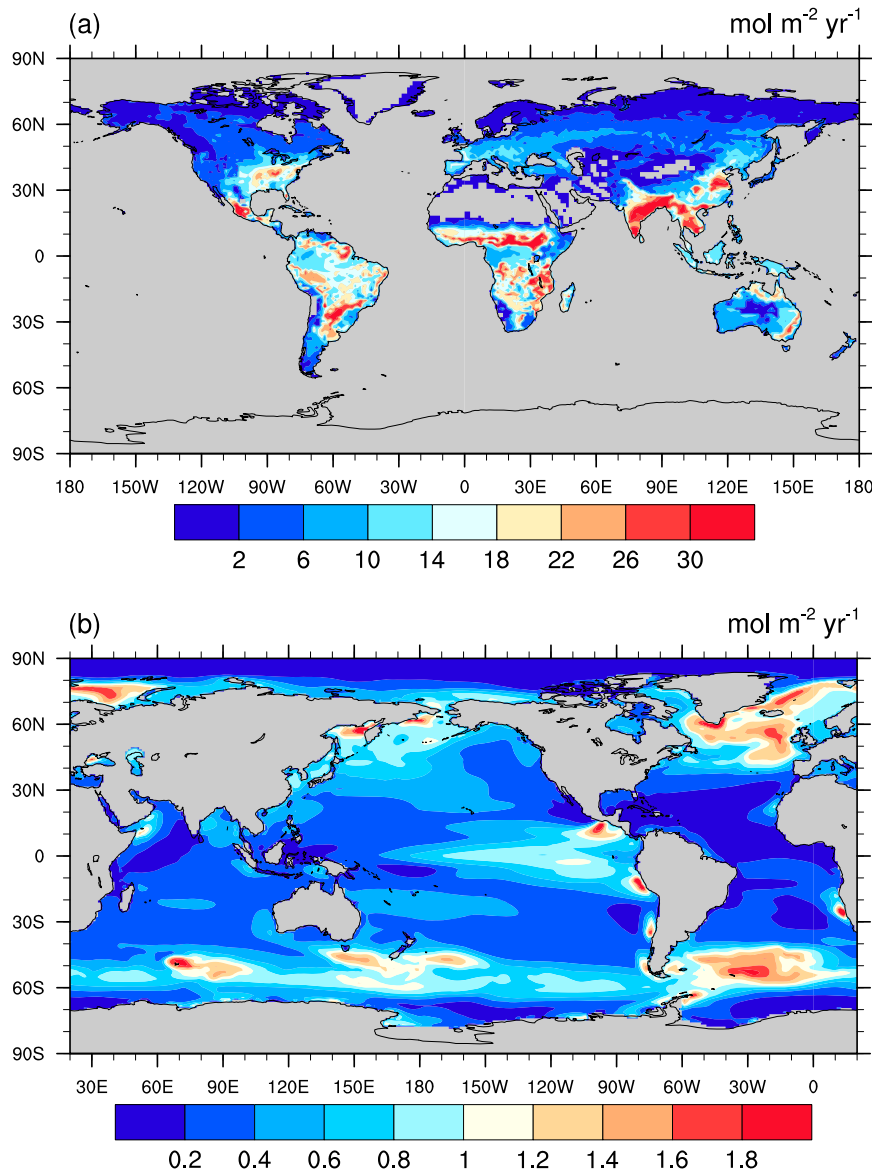 (a) mol m⁻² yr⁻¹
90N
60N
30N
0
30S
60S
90S
180 150W 120W 90W 60W 30W 0 30E 60E 90E 120E 150E 180
2 6 10 14 18 22 26 30
(b) mol m⁻² yr⁻¹
90N
60N
30N
0
30S
60S
90S
30E 60E 90E 120E 150E 180 150W 120W 90W 60W 30W 0
0.2 0.4 0.6 0.8 1 1.2 1.4 1.6 1.8